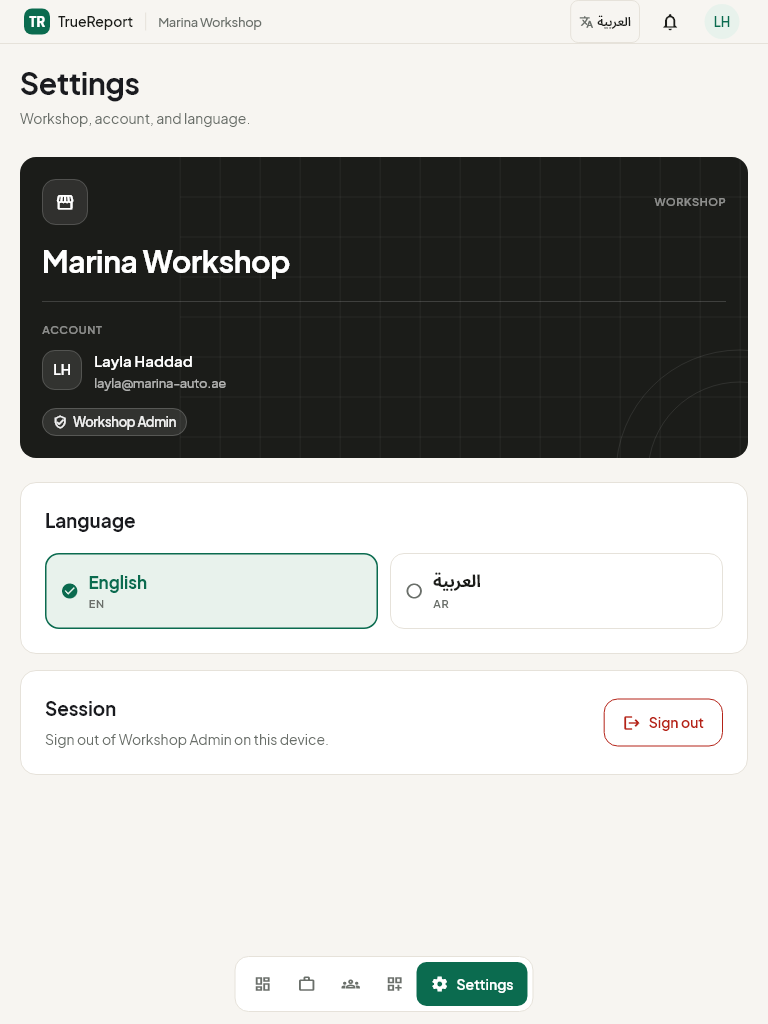 TR TrueReport Marina Workshop العربية LH
Settings
Workshop, account, and language.
WORKSHOP
Marina Workshop
ACCOUNT
LH Layla Haddad
layla@marina-auto.ae
Workshop Admin
Language
English
EN
العربية
AR
Session
Sign out of Workshop Admin on this device.
Sign out
Settings